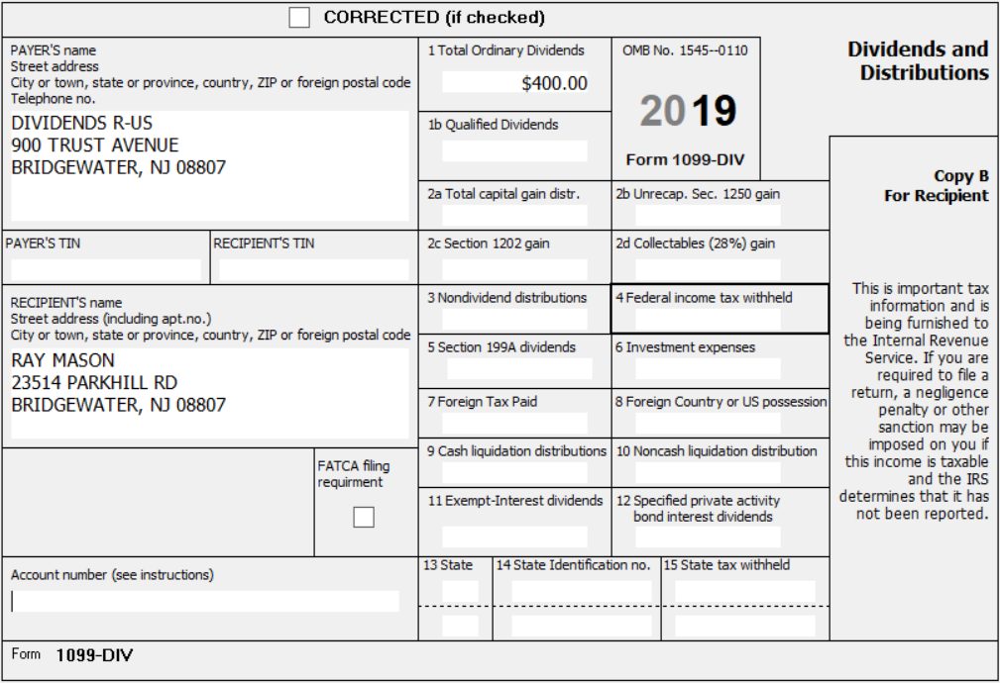 CORRECTED (if checked)
PAYER'S name
Street address
City or town, state or province, country, ZIP or foreign postal code
Telephone no.
DIVIDENDS R-US
900 TRUST AVENUE
BRIDGEWATER, NJ 08807
1 Total Ordinary Dividends
$400.00
1b Qualified Dividends
OMB No. 1545--0110
2019
Form 1099-DIV
Dividends and
Distributions
Copy B
For Recipient
2a Total capital gain distr.
2b Unrecap. Sec. 1250 gain
PAYER'S TIN
RECIPIENT'S TIN
2c Section 1202 gain
2d Collectables (28%) gain
RECIPIENT'S name
Street address (including apt.no.)
City or town, state or province, country, ZIP or foreign postal code
RAY MASON
23514 PARKHILL RD
BRIDGEWATER, NJ 08807
3 Nondividend distributions
4 Federal income tax withheld
5 Section 199A dividends
6 Investment expenses
7 Foreign Tax Paid
8 Foreign Country or US possession
This is important tax
information and is
being furnished to
the Internal Revenue
Service. If you are
required to file a
return, a negligence
penalty or other
sanction may be
imposed on you if
this income is taxable
and the IRS
determines that it has
not been reported.
FATCA filing
requirment
9 Cash liquidation distributions
10 Noncash liquidation distribution
11 Exempt-Interest dividends
12 Specified private activity
bond interest dividends
Account number (see instructions)
13 State
14 State Identification no.
15 State tax withheld
Form 1099-DIV